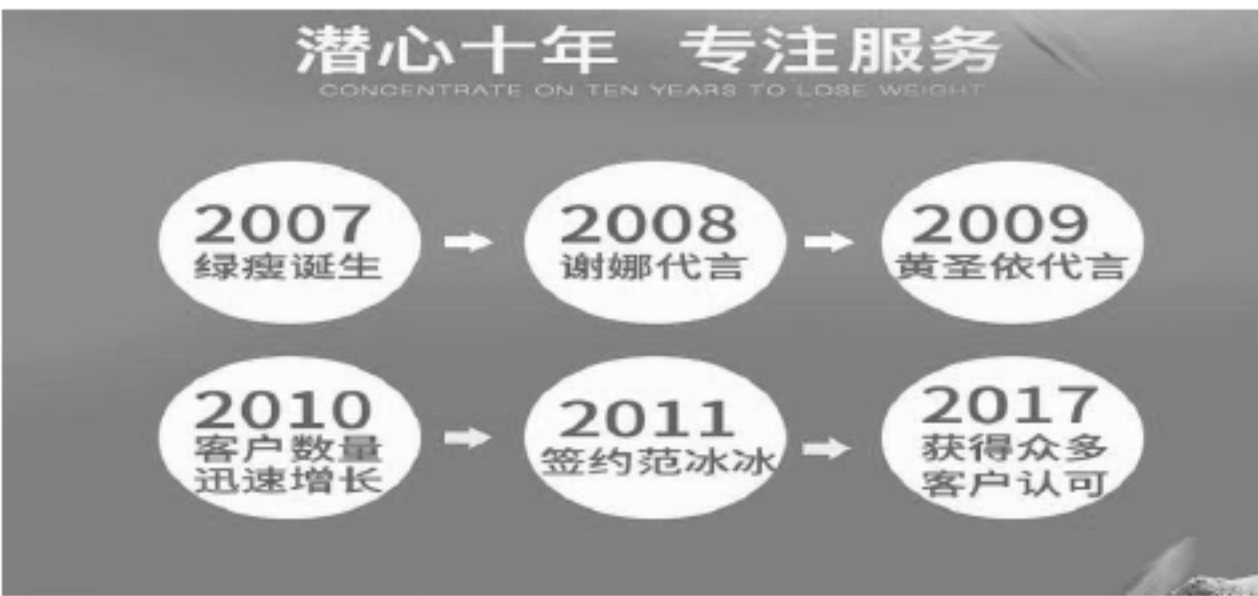 潜心十年 专注服务
CONCENTRATE ON TEN YEARS TO LOSE WEIGHT
2007
绿瘦诞生
2008
谢娜代言
2009
黄圣依代言
2010
客户数量
迅速增长
2011
签约范冰冰
2017
获得众多
客户认可